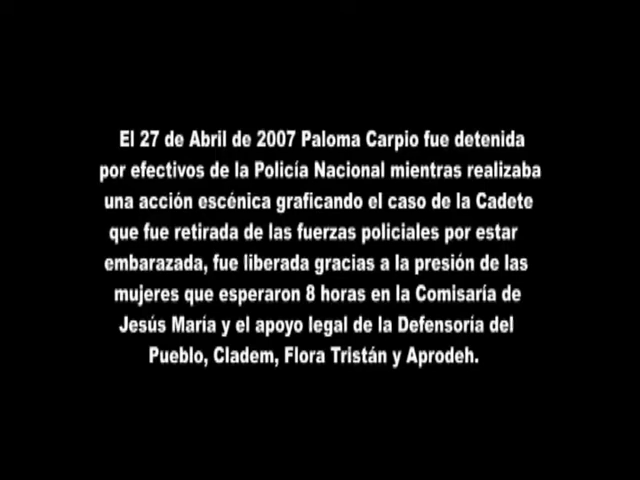 El 27 de Abril de 2007 Paloma Carpio fue detenida
por efectivos de la Policía Nacional mientras realizaba
una acción escénica graficando el caso de la Cadete
que fue retirada de las fuerzas policiales por estar
embarazada, fue liberada gracias a la presión de las
mujeres que esperaron 8 horas en la Comisaría de
Jesús María y el apoyo legal de la Defensoría del
Pueblo, Cladem, Flora Tristán y Aprodeh.